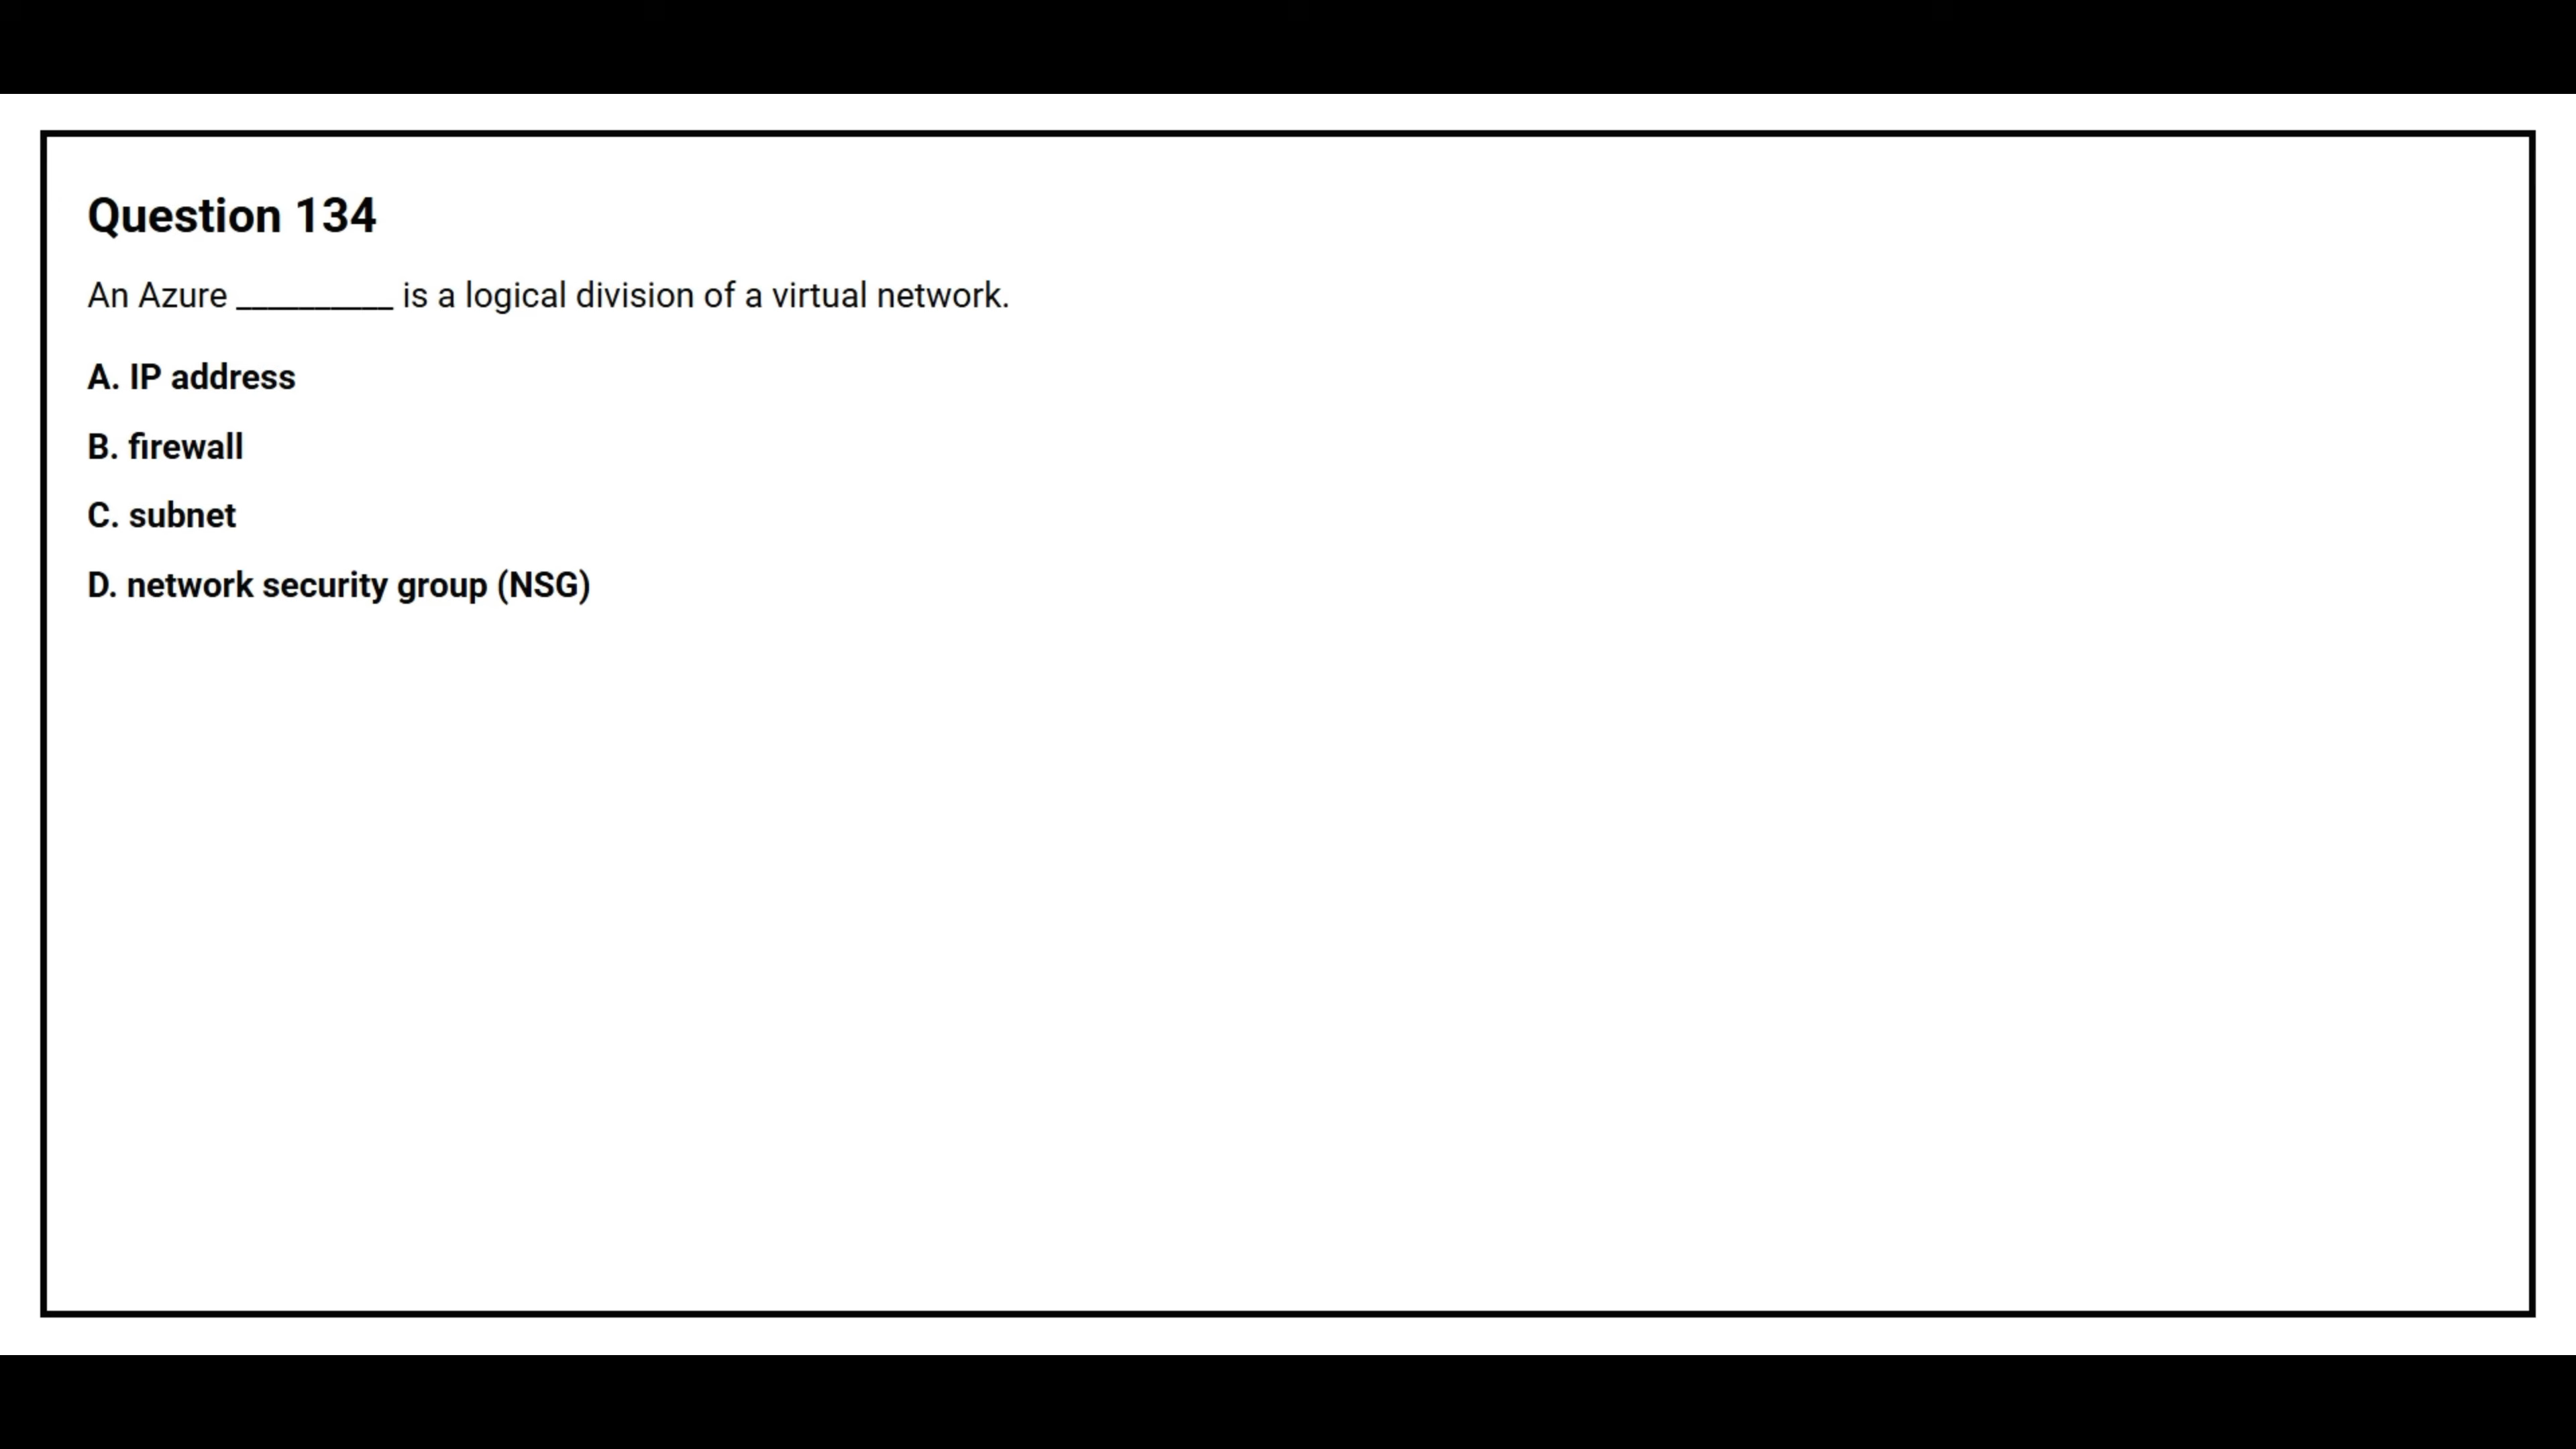 Question 134
An Azure __________ is a logical division of a virtual network.
A. IP address
B. firewall
C. subnet
D. network security group (NSG)